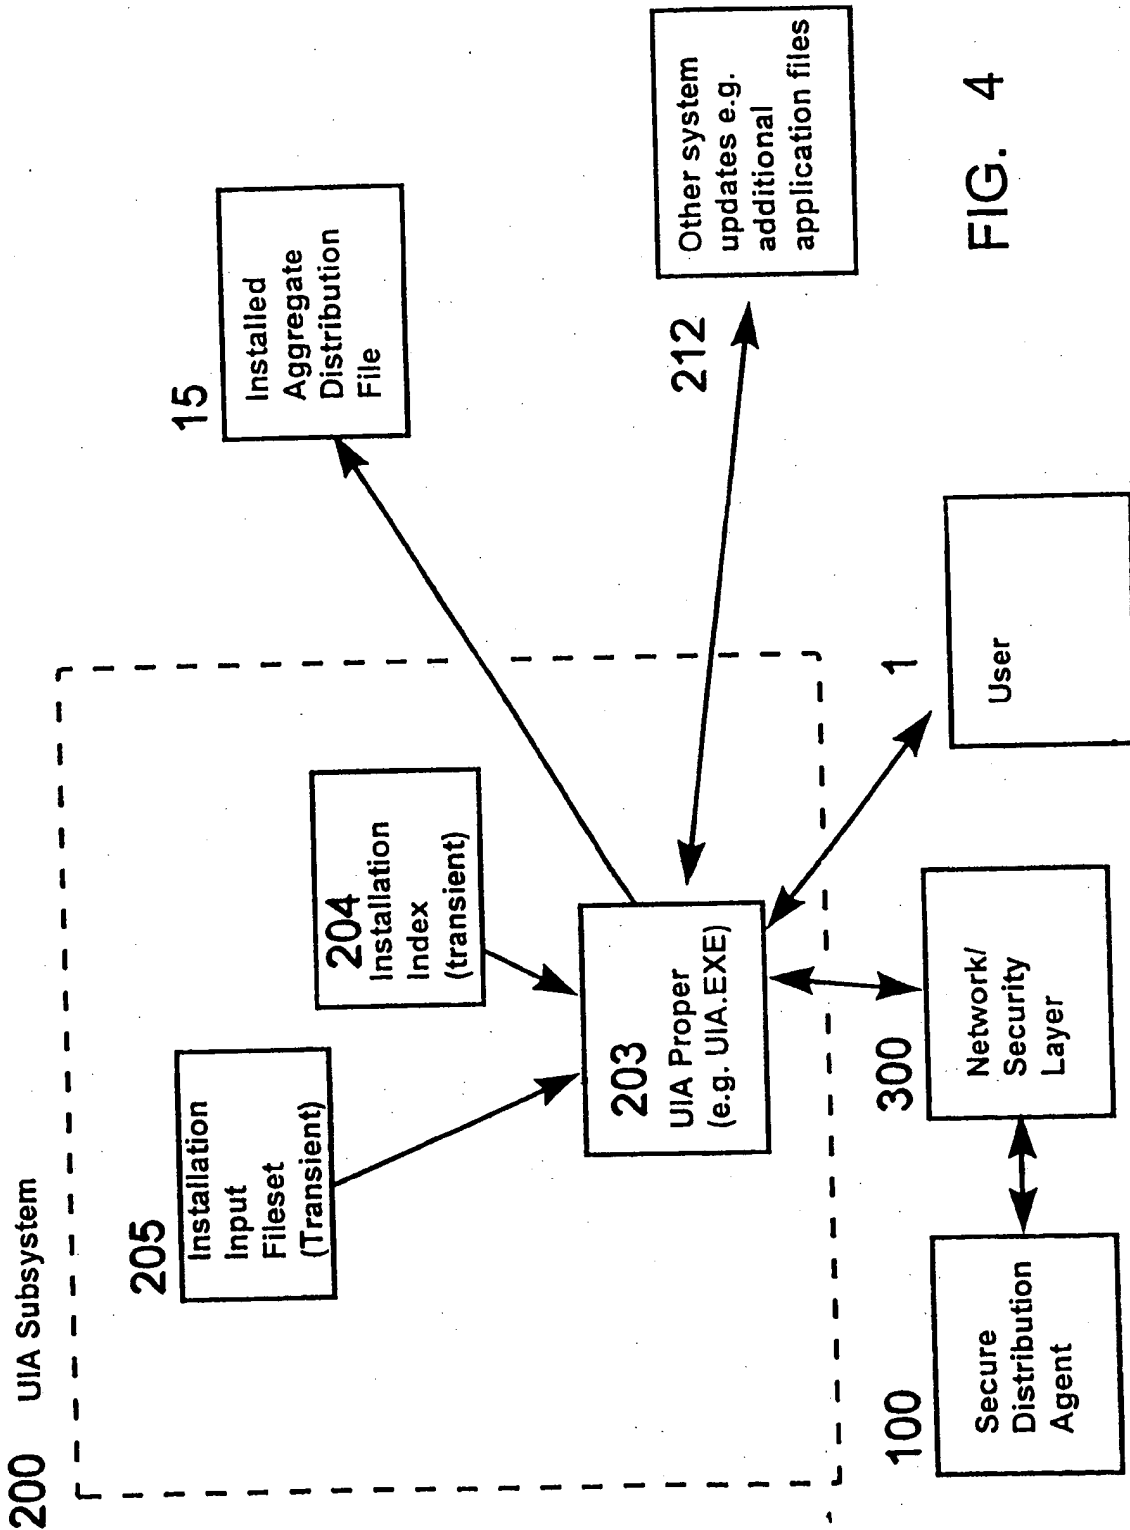 200 UIA Subsystem
205
Installation
Input
Fileset
(Transient)
204
Installation
Index
(transient)
203
UIA Proper
(e.g. UIA.EXE)
15
Installed
Aggregate
Distribution
File
212
Other system
updates e.g.
additional
application files
100
Secure
Distribution
Agent
300
Network/
Security
Layer
1
User
FIG. 4